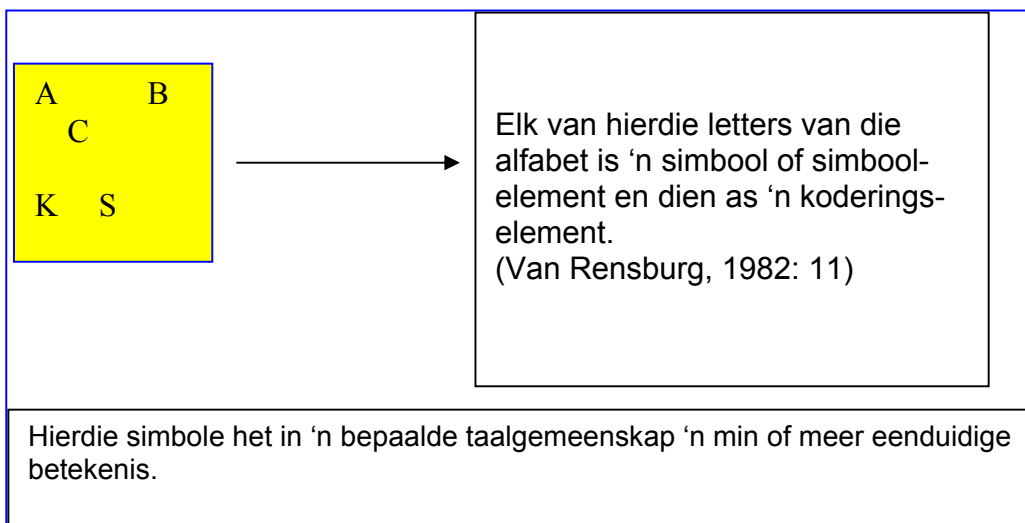 A B
C
K S
Elk van hierdie letters van die
alfabet is ‘n simbool of simbool-
element en dien as ‘n koderings-
element.
(Van Rensburg, 1982: 11)
Hierdie simbole het in ‘n bepaalde taalgemeenskap ‘n min of meer eenduidige
betekenis.